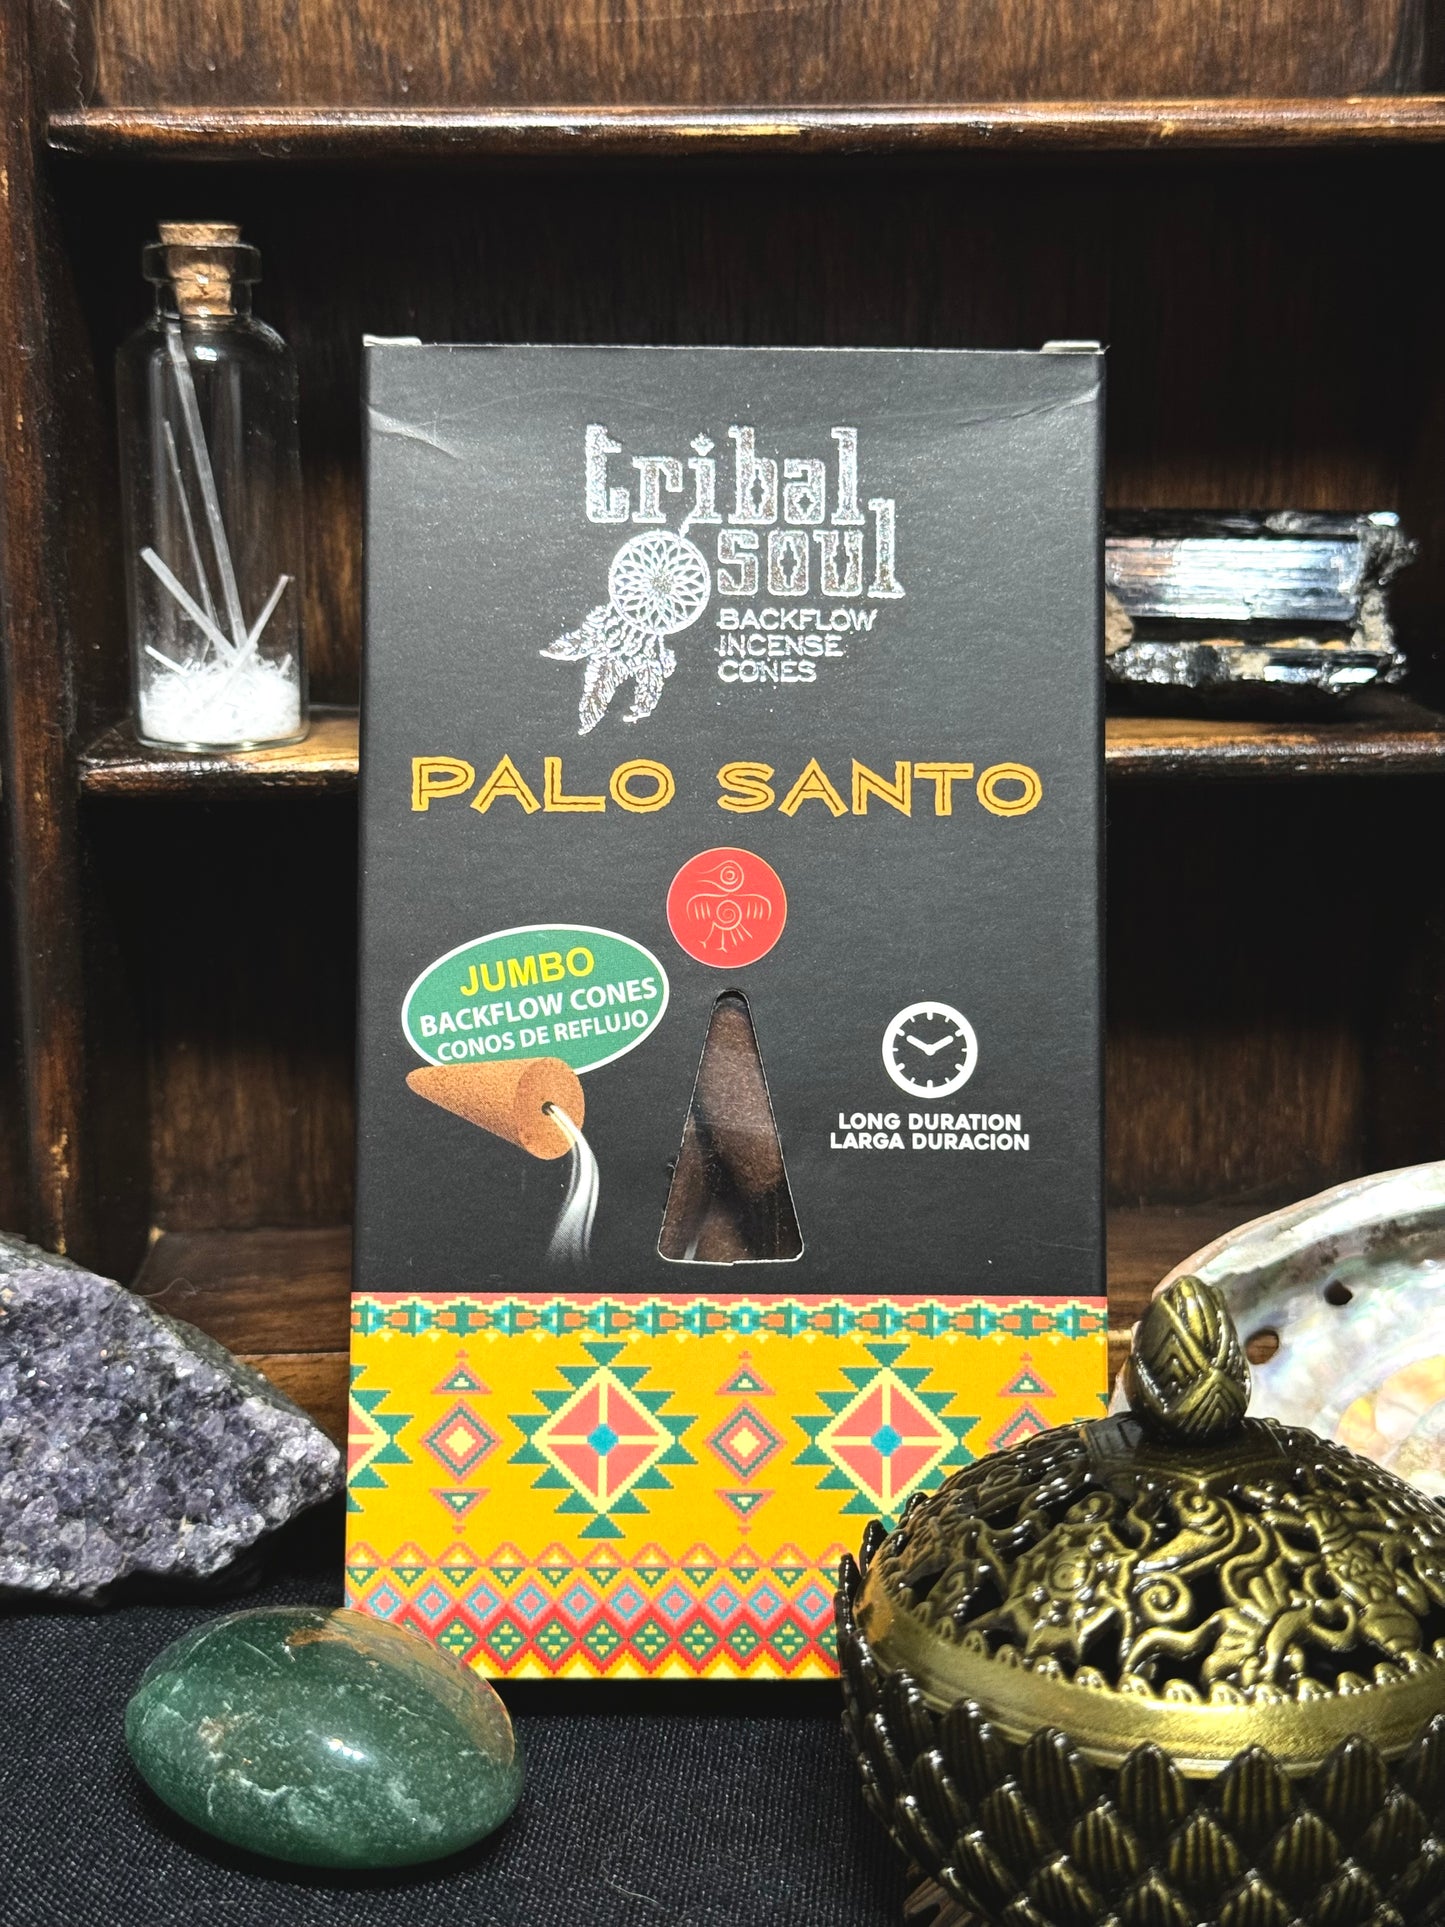 tribal
soul
BACKFLOW
INCENSE
CONES
PALO SANTO
JUMBO
BACKFLOW CONES
CONOS DE REFLUJO
LONG DURATION
LARGA DURACION